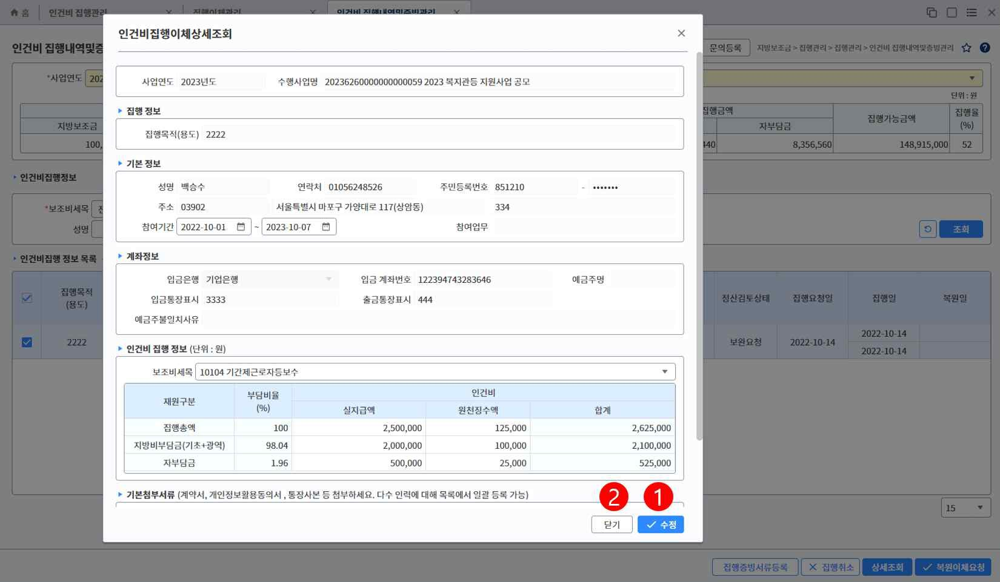 홈 인건비 집행관리 집행이체관리 인건비 집행내역및증빙관리
인건비 집행내역및증
문의등록 지방보조금 > 집행관리 > 집행관리 > 인건비 집행내역및증빙관리
*사업연도 202
단위 : 원
집행금액 집행가능금액 집행율
(%)
지방보조금 자부담금
100, 440 8,356,560 148,915,000 52
인건비집행정보
*보조비세목
성명
조회
인건비집행 정보 목록
집행목적
(용도)
정산검토상태 집행요청일 집행일 복원일
2222 보완요청 2022-10-14 2022-10-14
2022-10-14
15
집행증빙서류등록 집행취소 상세조회 복원이체요청
인건비집행이체상세조회
사업연도 2023년도 수행사업명 20236260000000000059 2023 복지관등 지원사업 공모
집행 정보
집행목적(용도) 2222
기본 정보
성명 백승수 연락처 01056248526 주민등록번호 851210 - •••••••
주소 03902 서울특별시 마포구 가양대로 117(상암동) 334
참여기간 2022-10-01 ~ 2023-10-07 참여업무
계좌정보
입금은행 기업은행 입금 계좌번호 122394743283646 예금주명
입금통장표시 3333 출금통장표시 444
예금주불일치사유
인건비 집행 정보 (단위 : 원)
보조비세목 10104 기간제근로자등보수
재원구분 부담비율
(%)
인건비
실지급액 원천징수액 합계
집행총액 100 2,500,000 125,000 2,625,000
지방비부담금(기초+광역) 98.04 2,000,000 100,000 2,100,000
자부담금 1.96 500,000 25,000 525,000
기본첨부서류 (계약서, 개인정보활용동의서 , 통장사본 등 첨부하세요. 다수 인력에 대해 목록에서 일괄 등록 가능)
2 1
닫기 수정